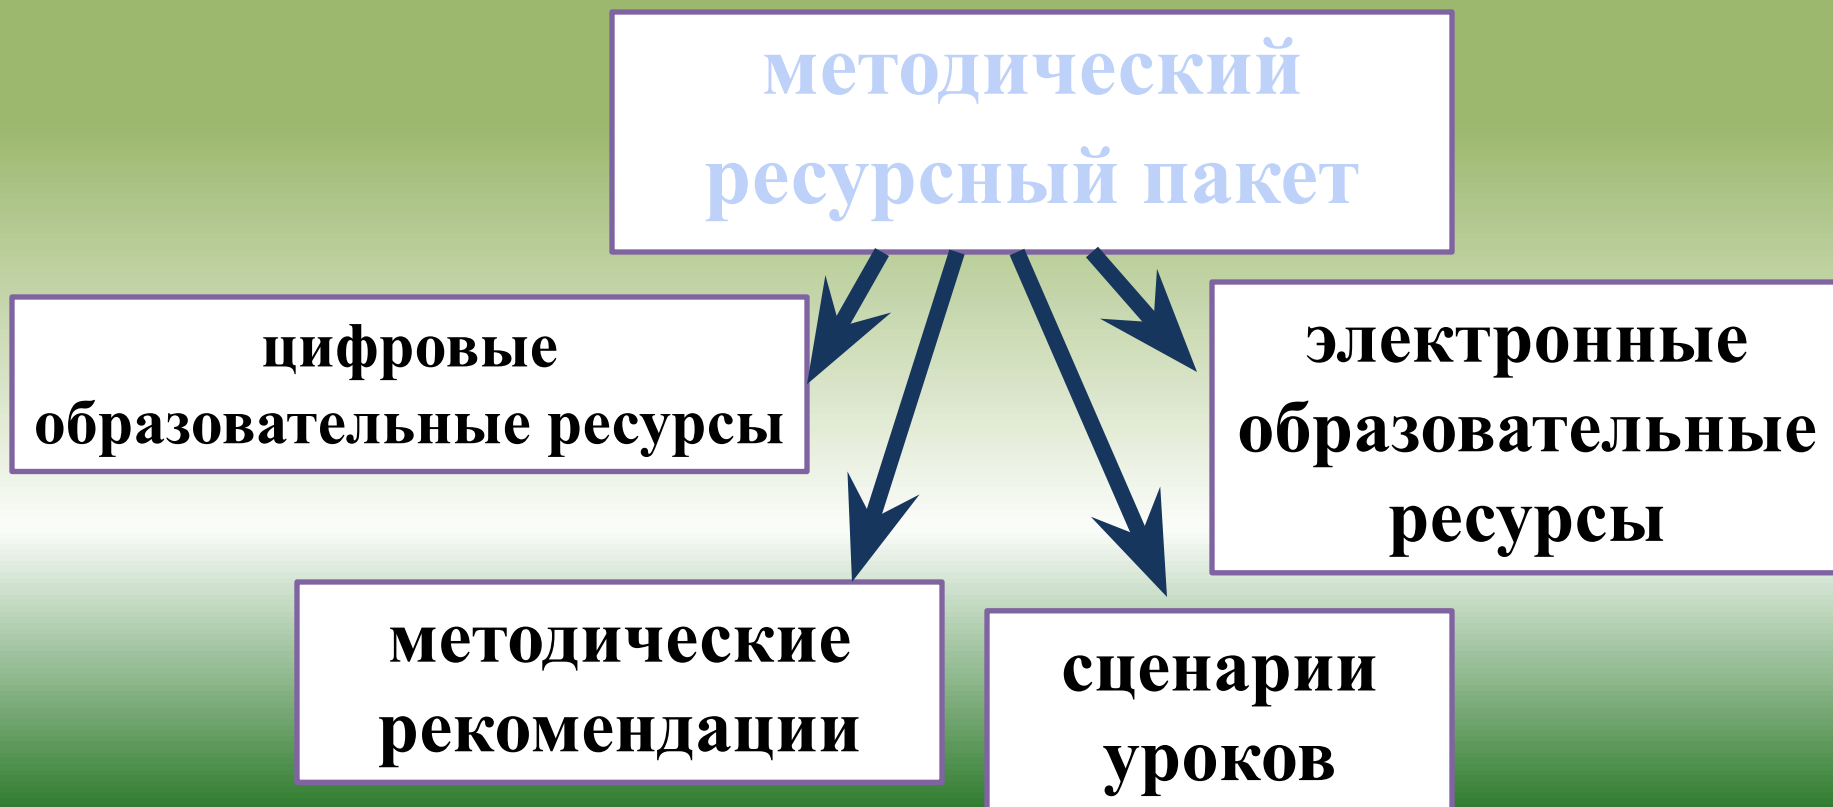 методический
ресурсный пакет
цифровые
образовательные ресурсы
электронные
образовательные
ресурсы
методические
рекомендации
сценарии
уроков